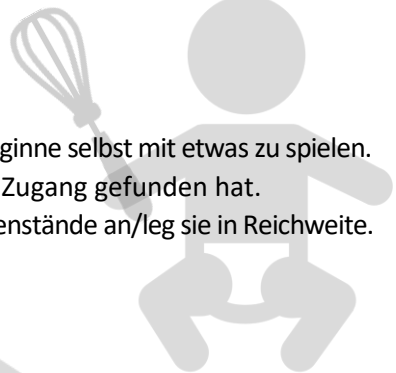 ginne selbst mit etwas zu spielen.
Zugang gefunden hat.
enstände an/leg sie in Reichweite.